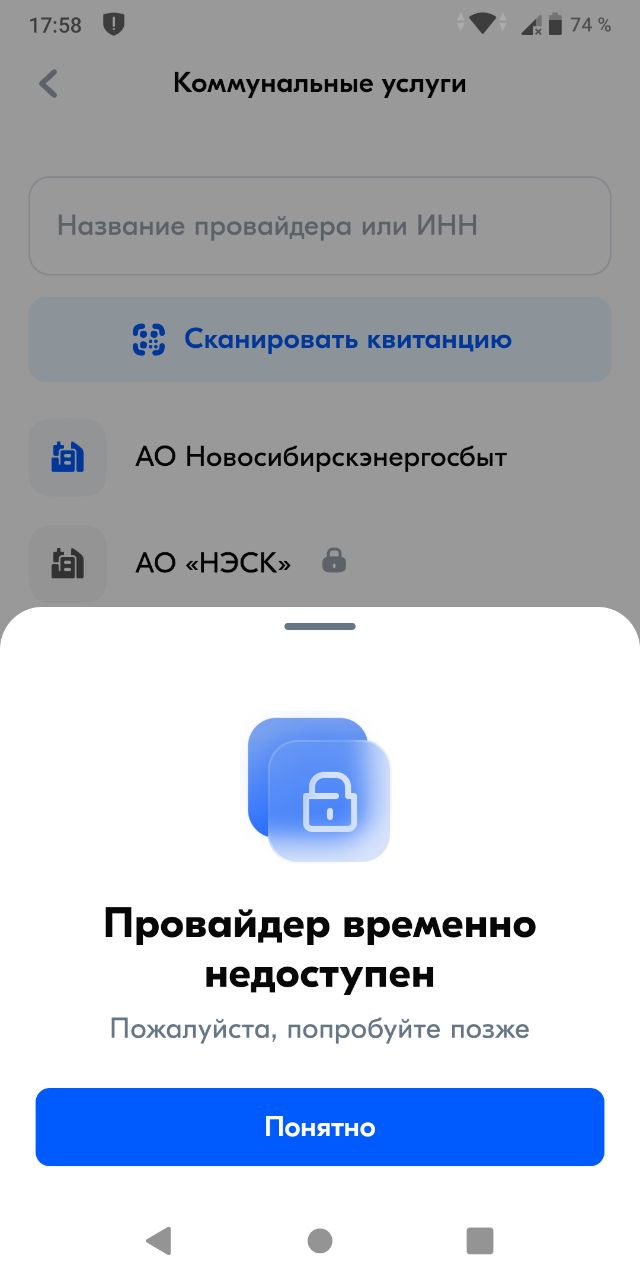 17:58
74 %
Коммунальные услуги
Название провайдера или ИНН
Сканировать квитанцию
АО Новосибирскэнергосбыт
АО «НЭСК»
Провайдер временно
недоступен
Пожалуйста, попробуйте позже
Понятно